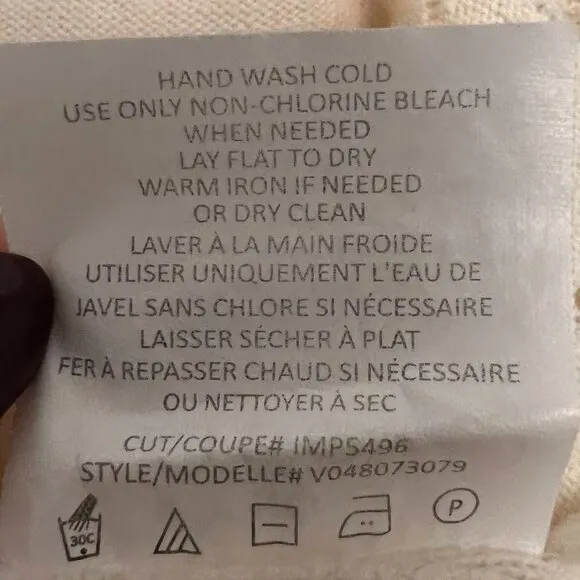 HAND WASH COLD
USE ONLY NON-CHLORINE BLEACH
WHEN NEEDED
LAY FLAT TO DRY
WARM IRON IF NEEDED
OR DRY CLEAN
LAVER À LA MAIN FROIDE
UTILISER UNIQUEMENT L'EAU DE
JAVEL SANS CHLORE SI NÉCESSAIRE
LAISSER SÉCHER À PLAT
FER À REPASSER CHAUD SI NÉCESSAIRE
OU NETTOYER À SEC
CUT/COUPE# IMPS496
STYLE/MODELLE# V048073079
30C P